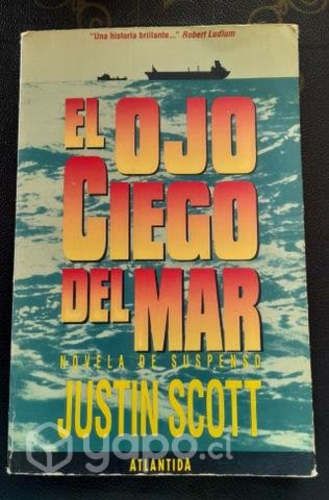 "Una historia brillante..." Robert Ludlum
EL OJO
CIEGO
DEL MAR
NOVELA DE SUSPENSO
JUSTIN SCOTT
yapo.cl
ATLANTIDA